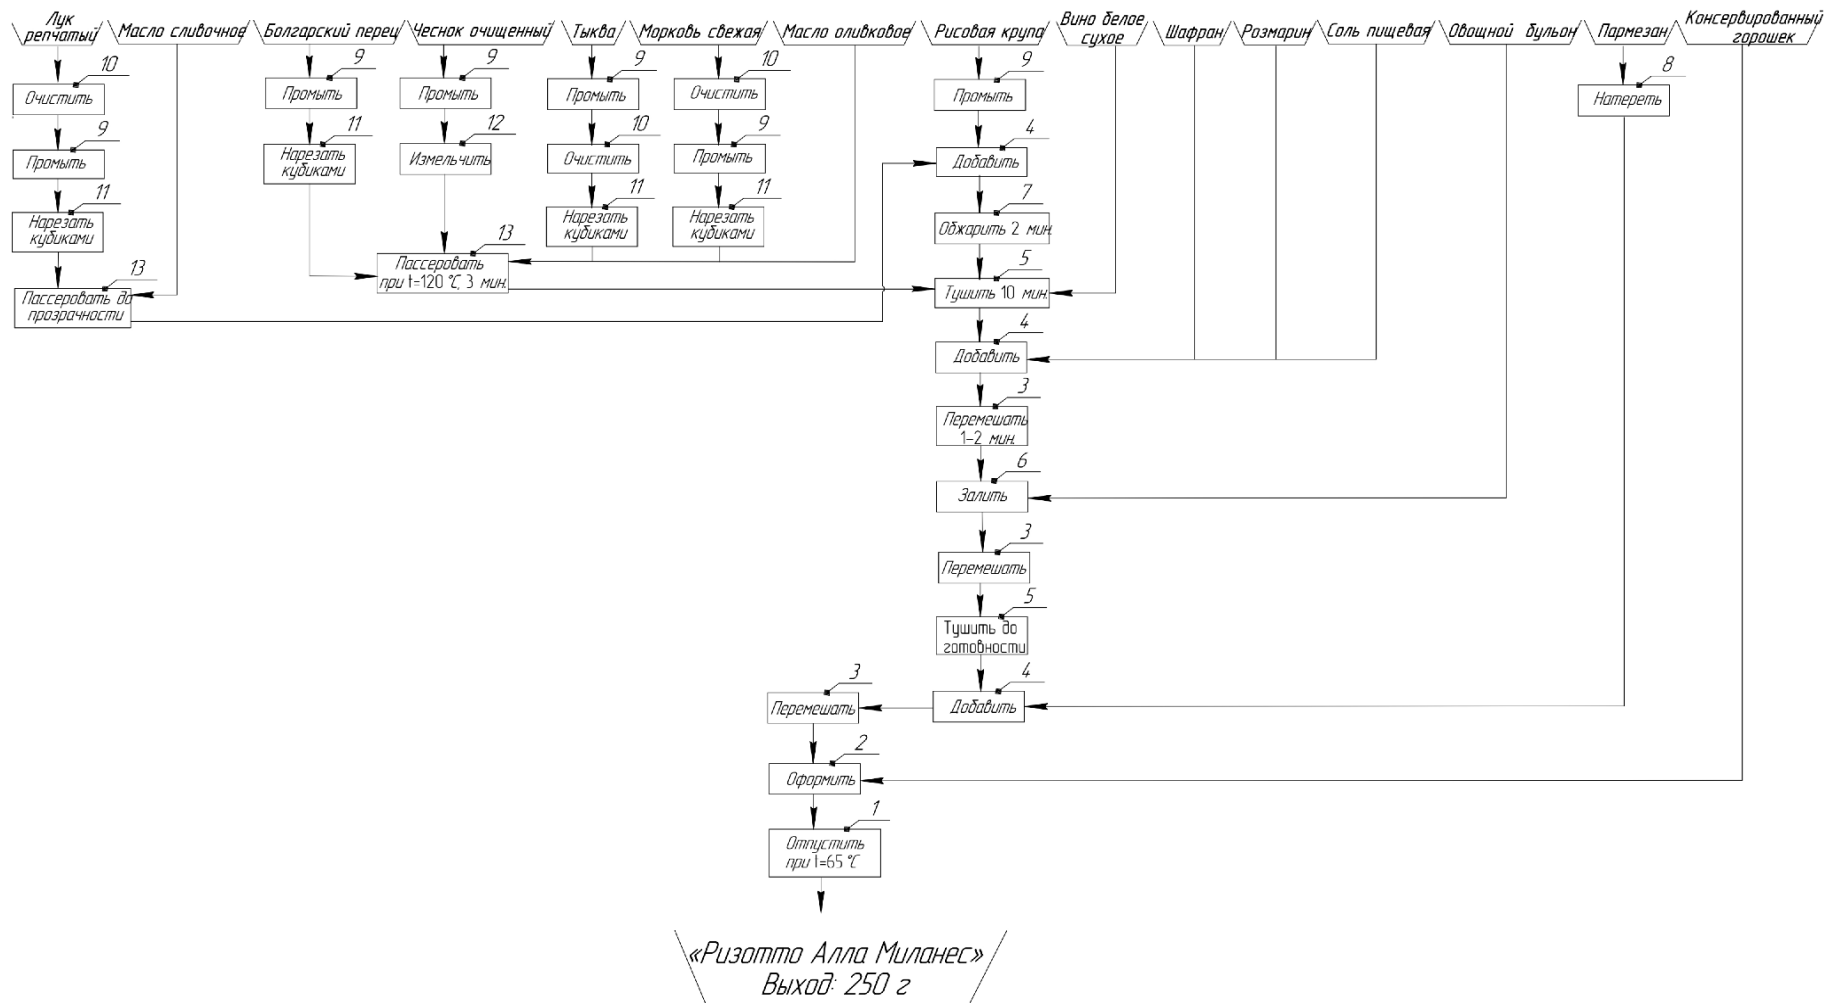 Лук
репчатый
Масло сливочное
Болгарский перец
Чеснок очищенный
Тыква
Морковь свежая
Масло оливковое
Рисовая крупа
Вино белое
сухое
Шафран
Розмарин
Соль пищевая
Овощной бульон
Пармезан
Консервированный
горошек
10
Очистить
9
Промыть
11
Нарезать
кубиками
13
Пассеровать до
прозрачности
9
Промыть
11
Нарезать
кубиками
9
Промыть
12
Измельчить
13
Пассеровать
при t=120 °С, 3 мин.
9
Промыть
10
Очистить
11
Нарезать
кубиками
10
Очистить
9
Промыть
11
Нарезать
кубиками
9
Промыть
4
Добавить
7
Обжарить 2 мин.
5
Тушить 10 мин.
4
Добавить
3
Перемешать
1-2 мин.
6
Залить
3
Перемешать
5
Тушить до
готовности
4
Добавить
8
Натереть
3
Перемешать
2
Оформить
1
Отпустить
при t=65 °С
«Ризотто Алла Миланес»
Выход: 250 г